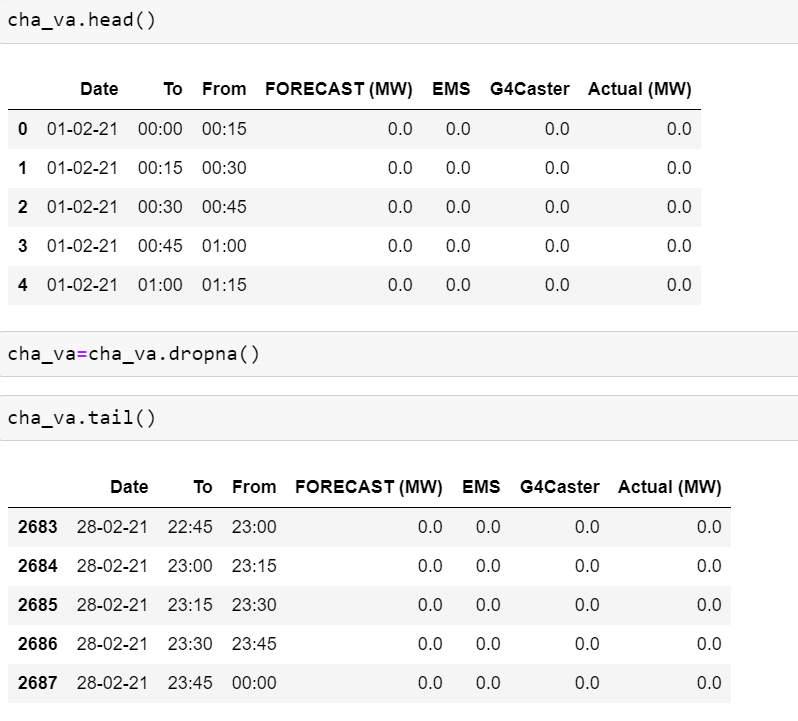 cha_va.head()
Date To From FORECAST (MW) EMS G4Caster Actual (MW)
0 01-02-21 00:00 00:15 0.0 0.0 0.0 0.0
1 01-02-21 00:15 00:30 0.0 0.0 0.0 0.0
2 01-02-21 00:30 00:45 0.0 0.0 0.0 0.0
3 01-02-21 00:45 01:00 0.0 0.0 0.0 0.0
4 01-02-21 01:00 01:15 0.0 0.0 0.0 0.0
cha_va=cha_va.dropna()
cha_va.tail()
Date To From FORECAST (MW) EMS G4Caster Actual (MW)
2683 28-02-21 22:45 23:00 0.0 0.0 0.0 0.0
2684 28-02-21 23:00 23:15 0.0 0.0 0.0 0.0
2685 28-02-21 23:15 23:30 0.0 0.0 0.0 0.0
2686 28-02-21 23:30 23:45 0.0 0.0 0.0 0.0
2687 28-02-21 23:45 00:00 0.0 0.0 0.0 0.0